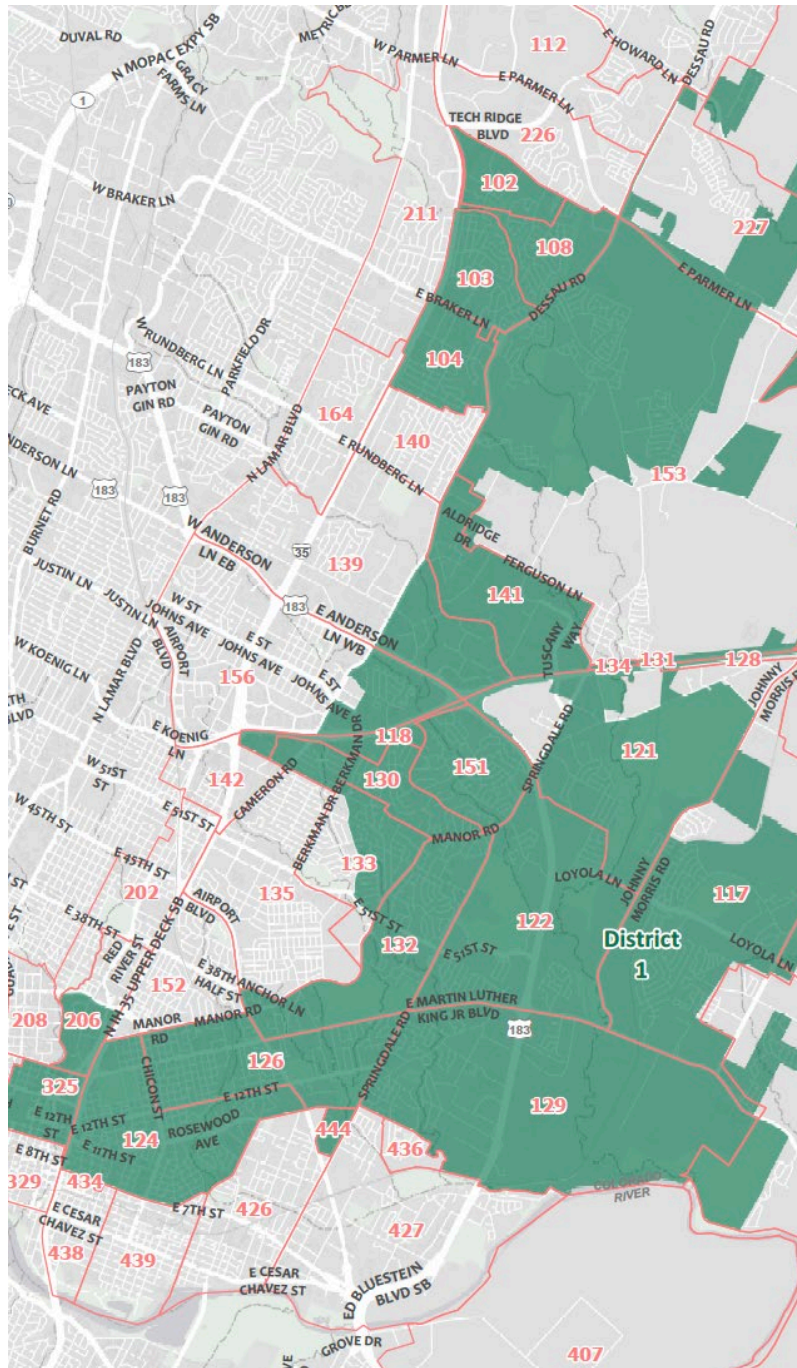 DUVAL RD
N MOPAC EXPY SB
METRIC
GRACY
FARMS LN
1
W PARMER LN
112
E HOWARD LN
DESSAU RD
E PARMER LN
TECH RIDGE
BLVD
226
102
W BRAKER LN
211
227
108
103
E PARMER LN
E BRAKER LN
DESSAU RD
W RUNDBERG LN
PARKFIELD DR
104
183
PAYTON
GIN RD
PAYTON
GIN RD
164
140
N LAMAR BLVD
E RUNDBERG LN
153
183
183
BURNET RD
W ANDERSON
LN EB
35
ALDRIDGE
DR
FERGUSON LN
139
JUSTIN LN
JUSTIN LN
W ST
JOHNS AVE
183
E ANDERSON
LN WB
141
AIRPORT
BLVD
E ST
JOHNS AVE
E ST
JOHNS AVE
TUSCANY
WAY
W KOENIG LN
N LAMAR BLVD
156
134
131
128
JOHNNY
MORRIS
E KOENIG
LN
118
BERKMAN DR
SPRINGDALE RD
121
W 51ST
ST
142
CAMERON RD
130
151
W 45TH ST
E 51ST ST
BERKMAN DR
MANOR RD
E 45TH ST
133
LOYOLA LN
JOHNNY
MORRIS RD
117
202
AIRPORT
BLVD
135
E 51ST ST
122
E 38TH ST
RED
RIVER ST
N IH 35 UPPER DECK SB
132
E 51ST ST
District
1
LOYOLA LN
152
E 38TH
HALF ST
ANCHOR LN
208
206
MANOR
RD
MANOR RD
E MARTIN LUTHER
KING JR BLVD
183
SPRINGDALE RD
126
CHICON ST
325
E 12TH ST
E 12TH
ST
E 12TH ST
129
124
ROSEWOOD
AVE
E 11TH ST
444
436
E 8TH ST
329
434
E 7TH ST
426
COLORADO
RIVER
E CESAR
CHAVEZ ST
427
438
439
E CESAR
CHAVEZ ST
ED BLUESTEIN
BLVD SB
GROVE DR
407